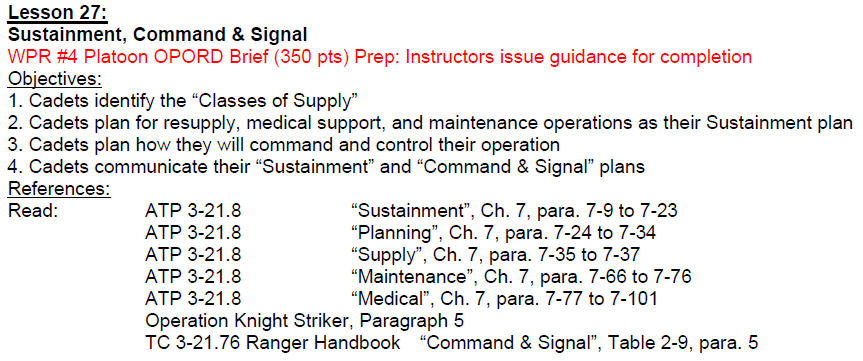 Lesson 27:
Sustainment, Command & Signal
WPR #4 Platoon OPORD Brief (350 pts) Prep: Instructors issue guidance for completion
Objectives:
1. Cadets identify the “Classes of Supply”
2. Cadets plan for resupply, medical support, and maintenance operations as their Sustainment plan
3. Cadets plan how they will command and control their operation
4. Cadets communicate their “Sustainment” and “Command & Signal” plans
References:
Read: ATP 3-21.8 “Sustainment”, Ch. 7, para. 7-9 to 7-23
ATP 3-21.8 “Planning”, Ch. 7, para. 7-24 to 7-34
ATP 3-21.8 “Supply”, Ch. 7, para. 7-35 to 7-37
ATP 3-21.8 “Maintenance”, Ch. 7, para. 7-66 to 7-76
ATP 3-21.8 “Medical”, Ch. 7, para. 7-77 to 7-101
Operation Knight Striker, Paragraph 5
TC 3-21.76 Ranger Handbook “Command & Signal”, Table 2-9, para. 5